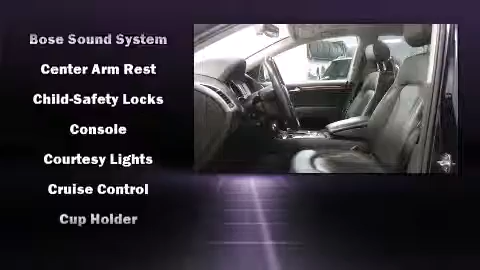 Bose Sound System
Center Arm Rest
Child-Safety Locks
Console
Courtesy Lights
Cruise Control
Cup Holder